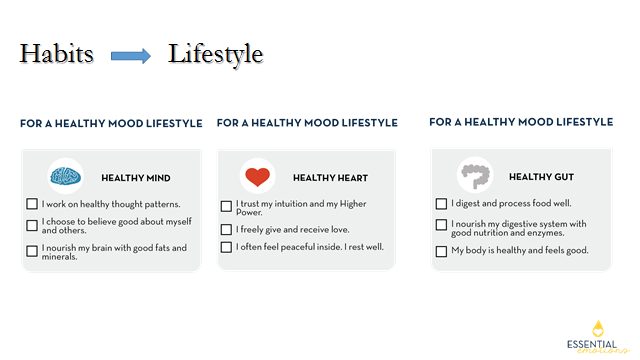 Habits Lifestyle
FOR A HEALTHY MOOD LIFESTYLE
HEALTHY MIND
I work on healthy thought patterns.
I choose to believe good about myself
and others.
I nourish my brain with good fats and
minerals.
FOR A HEALTHY MOOD LIFESTYLE
HEALTHY HEART
I trust my intuition and my Higher
Power.
I freely give and receive love.
I often feel peaceful inside. I rest well.
FOR A HEALTHY MOOD LIFESTYLE
HEALTHY GUT
I digest and process food well.
I nourish my digestive system with
good nutrition and enzymes.
My body is healthy and feels good.
ESSENTIAL
emotions